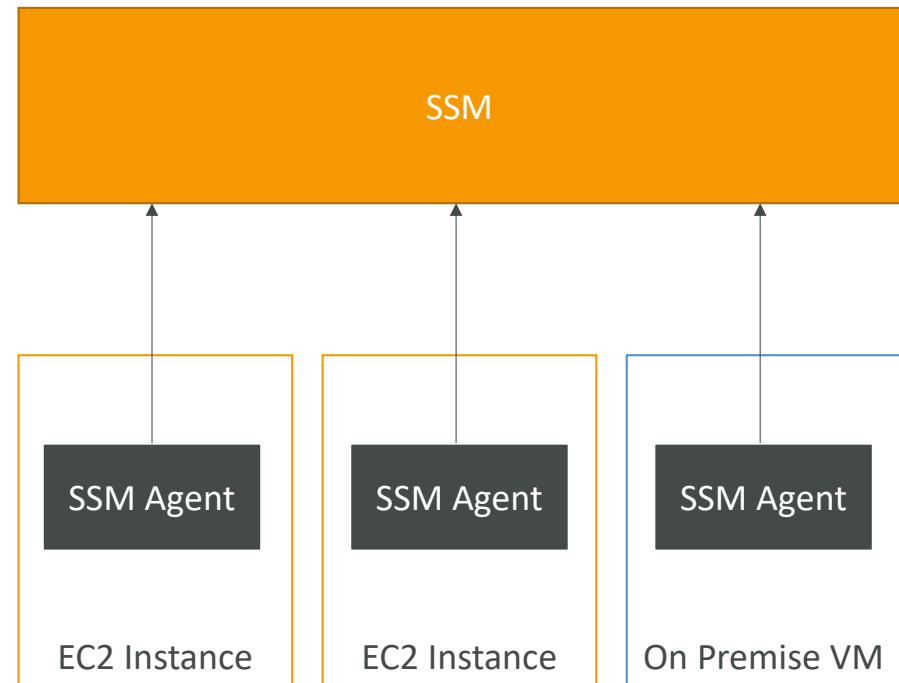 SSM
SSM Agent
SSM Agent
SSM Agent
EC2 Instance
EC2 Instance
On Premise VM